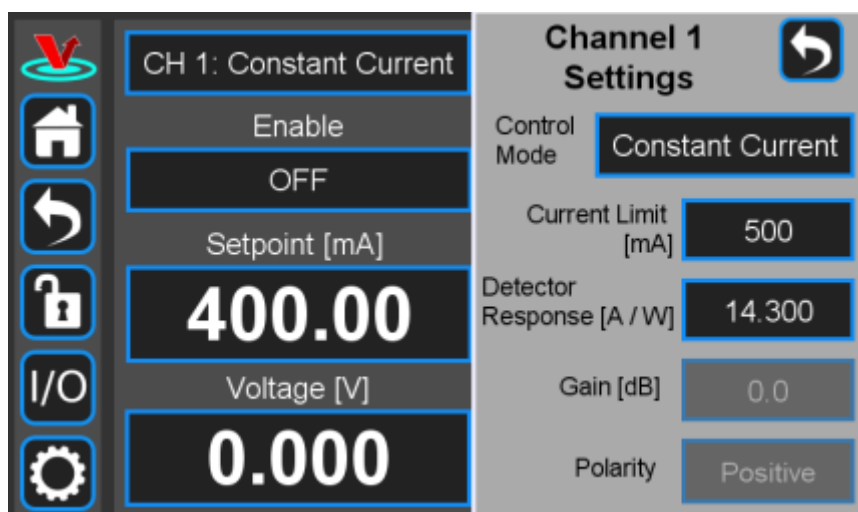 CH 1: Constant Current
Enable
OFF
Setpoint [mA]
400.00
Voltage [V]
0.000
I/O
Channel 1
Settings
Control
Mode
Constant Current
Current Limit
[mA]
500
Detector
Response [A / W]
14.300
Gain [dB]
0.0
Polarity
Positive